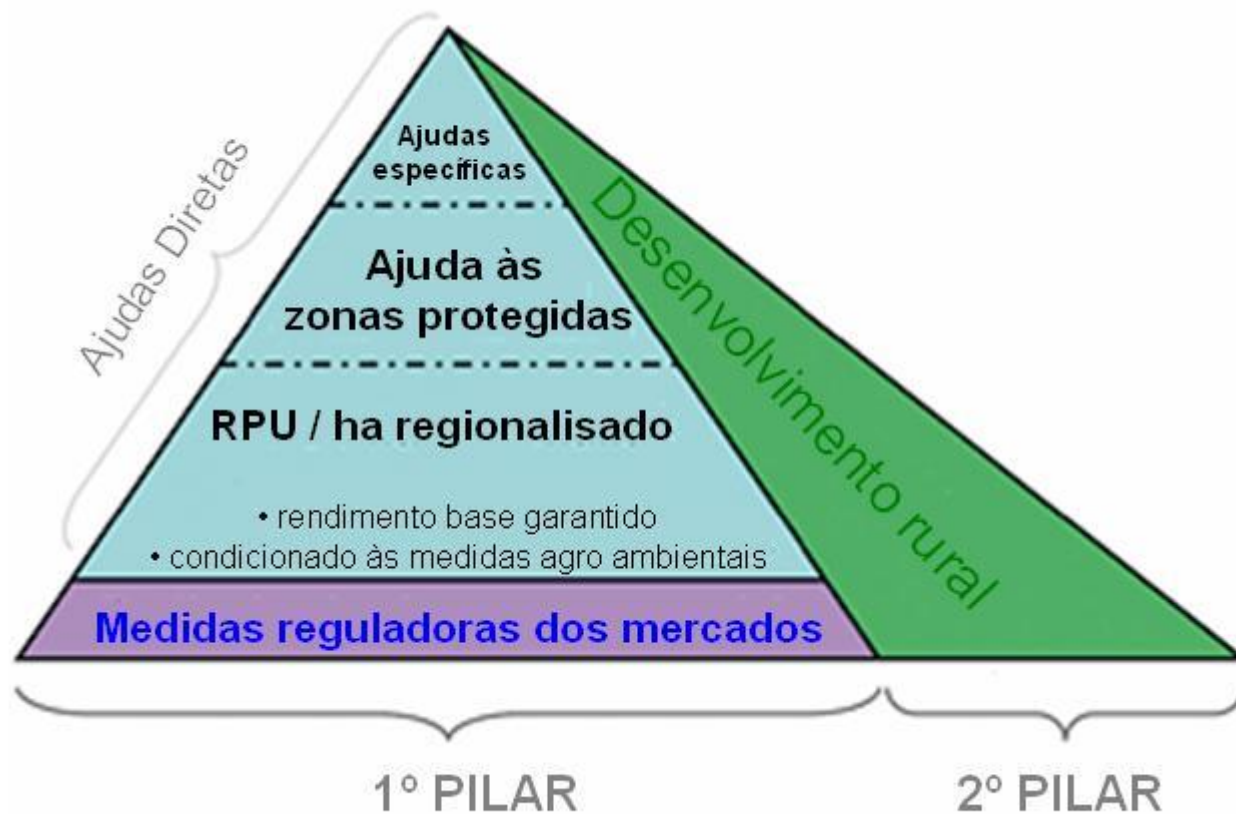 Ajudas
específicas
Ajudas Diretas
Ajuda às
zonas protegidas
Desenvolvimento rural
RPU / ha regionalisado
• rendimento base garantido
• condicionado às medidas agro ambientais
Medidas reguladoras dos mercados
1º PILAR
2º PILAR